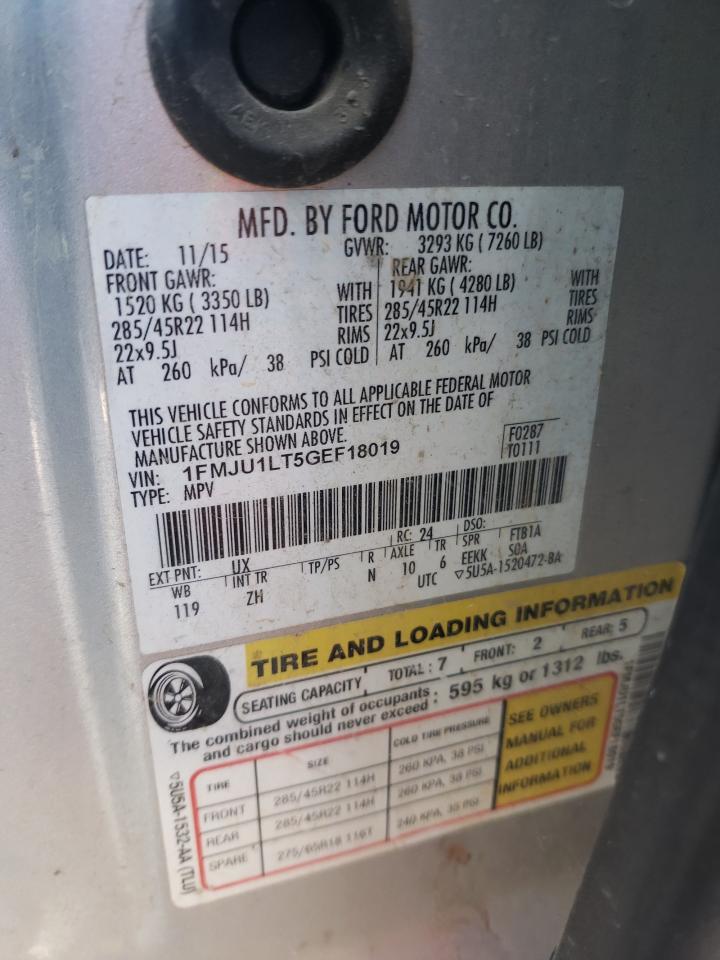 MFD. BY FORD MOTOR CO.
DATE: 11/15 GVWR: 3293 KG ( 7260 LB)
FRONT GAWR: REAR GAWR:
1520 KG ( 3350 LB) WITH 1941 KG ( 4280 LB) WITH
285/45R22 114H TIRES 285/45R22 114H TIRES
22x9.5J RIMS 22x9.5J RIMS
AT 260 kPa/ 38 PSI COLD AT 260 kPa/ 38 PSI COLD
THIS VEHICLE CONFORMS TO ALL APPLICABLE FEDERAL MOTOR
VEHICLE SAFETY STANDARDS IN EFFECT ON THE DATE OF
MANUFACTURE SHOWN ABOVE.
VIN: 1FMJU1LT5GEF18019
TYPE: MPV
F0287
T0111
EXT PNT: UX RC: 24 DSO:
WB INT TR TP/PS R AXLE TR SPR FTB1A
119 ZH N 10 6 EEKK S0A
UTC ▽5U5A-1520472-BA
TIRE AND LOADING INFORMATION
SEATING CAPACITY TOTAL: 7 FRONT: 2 REAR: 5
The combined weight of occupants
and cargo should never exceed : 595 kg or 1312 lbs.
TIRE SIZE COLD TIRE PRESSURE
FRONT 285/45R22 114H 260 KPA, 38 PSI
REAR 285/45R22 114H 260 KPA, 38 PSI
SPARE 275/65R18 116T 240 KPA, 35 PSI
SEE OWNERS
MANUAL FOR
ADDITIONAL
INFORMATION
▽5U5A-1532-AA (TLU)